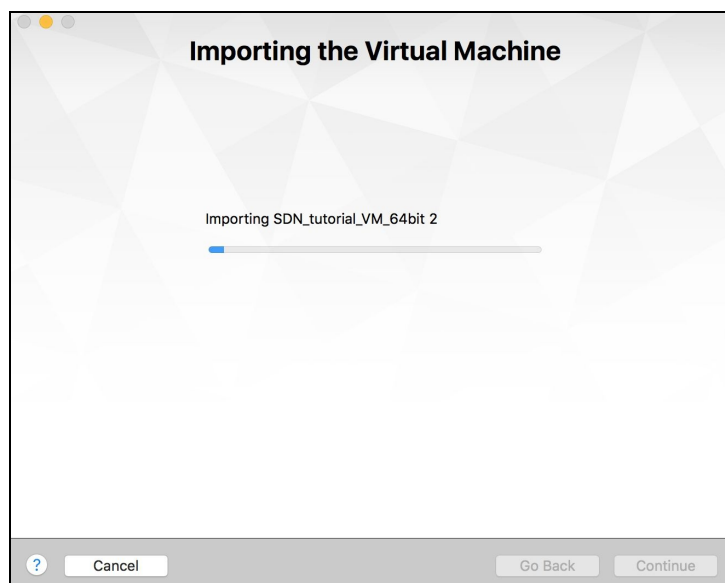 Importing the Virtual Machine
Importing SDN_tutorial_VM_64bit 2
? Cancel Go Back Continue